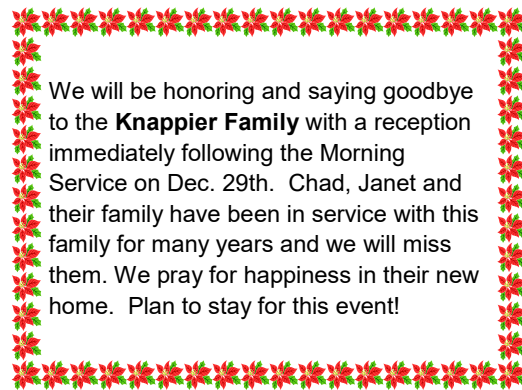 We will be honoring and saying goodbye
to the Knappier Family with a reception
immediately following the Morning
Service on Dec. 29th.  Chad, Janet and
their family have been in service with this
family for many years and we will miss
them. We pray for happiness in their new
home.  Plan to stay for this event!